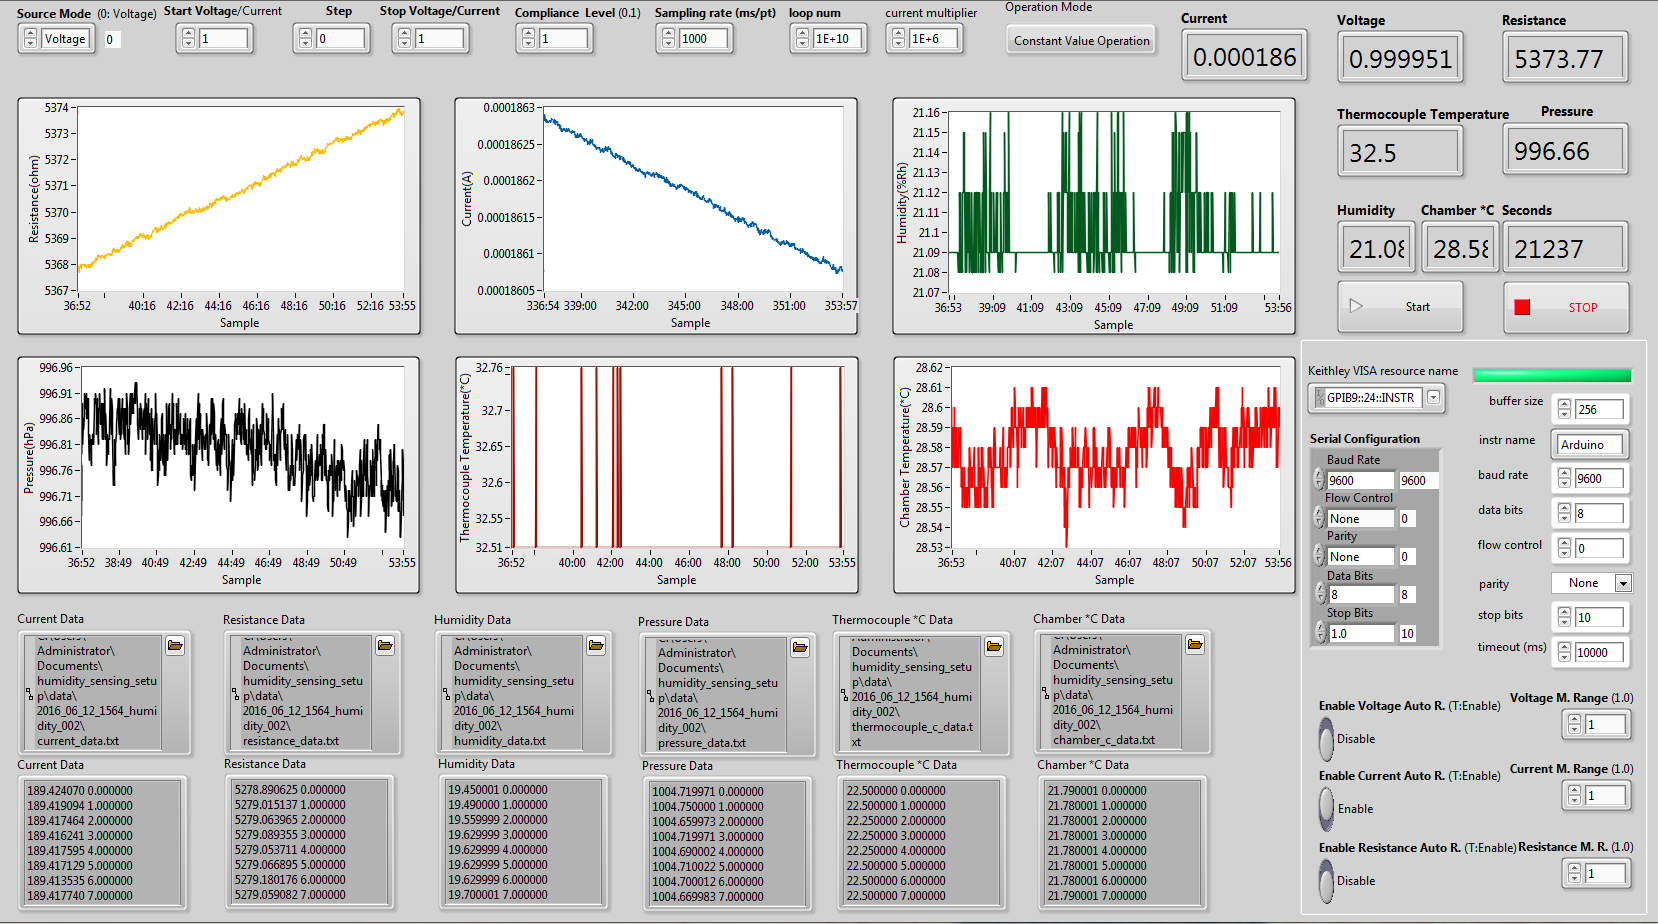 Source Mode (0: Voltage)
Voltage
0
Start Voltage/Current
1
Step
0
Stop Voltage/Current
1
Compliance Level (0.1)
1
Sampling rate (ms/pt)
1000
loop num
1E+10
current multiplier
1E+6
Operation Mode
Constant Value Operation
Current
0.000186
Voltage
0.999951
Resistance
5373.77
Thermocouple Temperature
32.5
Pressure
996.66
Humidity
21.08
Chamber *C
28.58
Seconds
21237
Start
STOP
Resistance(ohm)
5374
5373
5372
5371
5370
5369
5368
5367
36:52 40:16 42:16 44:16 46:16 48:16 50:16 52:16 53:55
Sample
Current(A)
0.0001863
0.00018625
0.0001862
0.00018615
0.0001861
0.00018605
336:54 339:00 342:00 345:00 348:00 351:00 353:57
Sample
Humidity(%Rh)
21.16
21.15
21.14
21.13
21.12
21.11
21.1
21.09
21.08
21.07
36:53 39:09 41:09 43:09 45:09 47:09 49:09 51:09 53:56
Sample
Pressure(hPa)
996.96
996.91
996.86
996.81
996.76
996.71
996.66
996.61
36:52 38:49 40:49 42:49 44:49 46:49 48:49 50:49 53:55
Sample
Thermocouple Temperature(*C)
32.76
32.7
32.65
32.6
32.55
32.51
36:52 40:00 42:00 44:00 46:00 48:00 50:00 52:00 53:55
Sample
Chamber Temperature(*C)
28.62
28.61
28.6
28.59
28.58
28.57
28.56
28.55
28.54
28.53
36:53 40:07 42:07 44:07 46:07 48:07 50:07 52:07 53:56
Sample
Keithley VISA resource name
GPIB9::24::INSTR
Serial Configuration
Baud Rate
9600 9600
Flow Control
None 0
Parity
None 0
Data Bits
8 8
Stop Bits
1.0 10
buffer size
256
instr name
Arduino
baud rate
9600
data bits
8
flow control
0
parity
None
stop bits
10
timeout (ms)
10000
Enable Voltage Auto R. (T:Enable)
Disable
Voltage M. Range (1.0)
1
Enable Current Auto R. (T:Enable)
Enable
Current M. Range (1.0)
1
Enable Resistance Auto R. (T:Enable)
Disable
Resistance M. R. (1.0)
1
Current Data
C:\Users\
Administrator\
Documents\
humidity_sensing_setu
p\data\
2016_06_12_1564_humi
dity_002\
current_data.txt
Resistance Data
C:\Users\
Administrator\
Documents\
humidity_sensing_setu
p\data\
2016_06_12_1564_humi
dity_002\
resistance_data.txt
Humidity Data
C:\Users\
Administrator\
Documents\
humidity_sensing_setu
p\data\
2016_06_12_1564_humi
dity_002\
humidity_data.txt
Pressure Data
C:\Users\
Administrator\
Documents\
humidity_sensing_setu
p\data\
2016_06_12_1564_humi
dity_002\
pressure_data.txt
Thermocouple *C Data
Administrator\
Documents\
humidity_sensing_setu
p\data\
2016_06_12_1564_humi
dity_002\
thermocouple_c_data.t
xt
Chamber *C Data
C:\Users\
Administrator\
Documents\
humidity_sensing_setu
p\data\
2016_06_12_1564_humi
dity_002\
chamber_c_data.txt
Current Data
189.424070 0.000000
189.419094 1.000000
189.417464 2.000000
189.416241 3.000000
189.417595 4.000000
189.417129 5.000000
189.413535 6.000000
189.417740 7.000000
Resistance Data
5278.890625 0.000000
5279.015137 1.000000
5279.063965 2.000000
5279.089355 3.000000
5279.053711 4.000000
5279.066895 5.000000
5279.180176 6.000000
5279.059082 7.000000
Humidity Data
19.450001 0.000000
19.490000 1.000000
19.559999 2.000000
19.629999 3.000000
19.629999 4.000000
19.629999 5.000000
19.629999 6.000000
19.700001 7.000000
Pressure Data
1004.719971 0.000000
1004.750000 1.000000
1004.659973 2.000000
1004.719971 3.000000
1004.690002 4.000000
1004.710022 5.000000
1004.700012 6.000000
1004.669983 7.000000
Thermocouple *C Data
22.500000 0.000000
22.500000 1.000000
22.250000 2.000000
22.250000 3.000000
22.250000 4.000000
22.500000 5.000000
22.500000 6.000000
22.500000 7.000000
Chamber *C Data
21.790001 0.000000
21.780001 1.000000
21.780001 2.000000
21.780001 3.000000
21.780001 4.000000
21.780001 5.000000
21.780001 6.000000
21.790001 7.000000